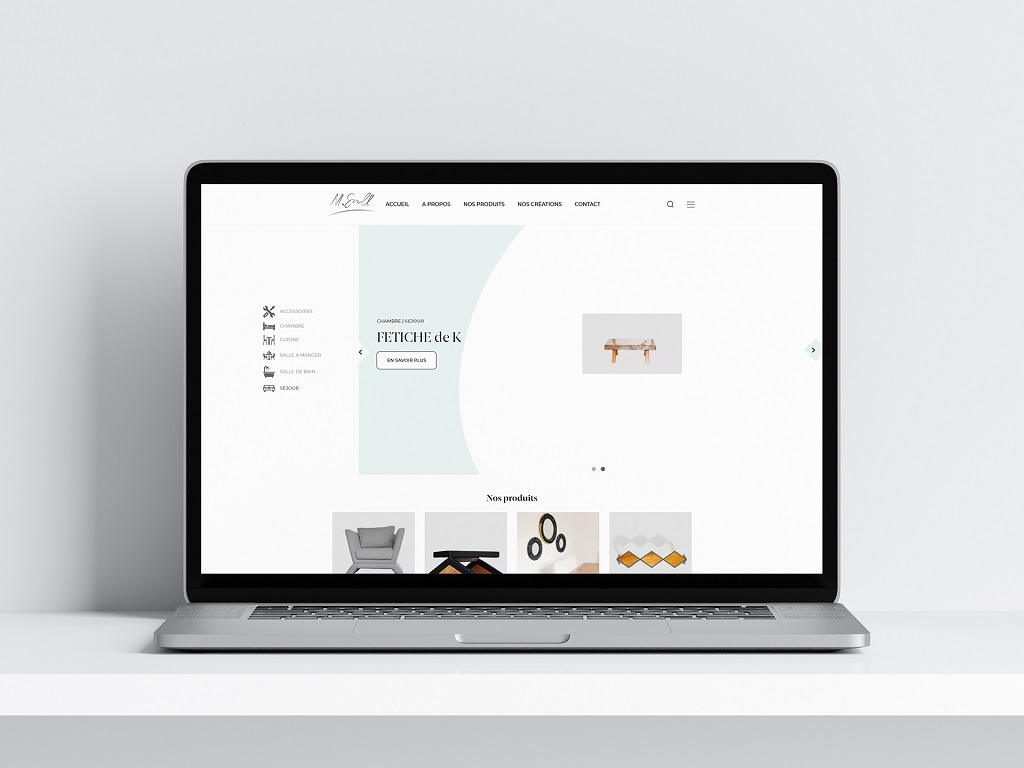 ACCUEIL
A PROPOS
NOS PRODUITS
NOS CRÉATIONS
CONTACT
ACCESSOIRES
CHAMBRE
CUISINE
SALLE A MANGER
SALLE DE BAIN
SEJOUR
CHAMBRE | SEJOUR
FETICHE de K
EN SAVOIR PLUS
Nos produits